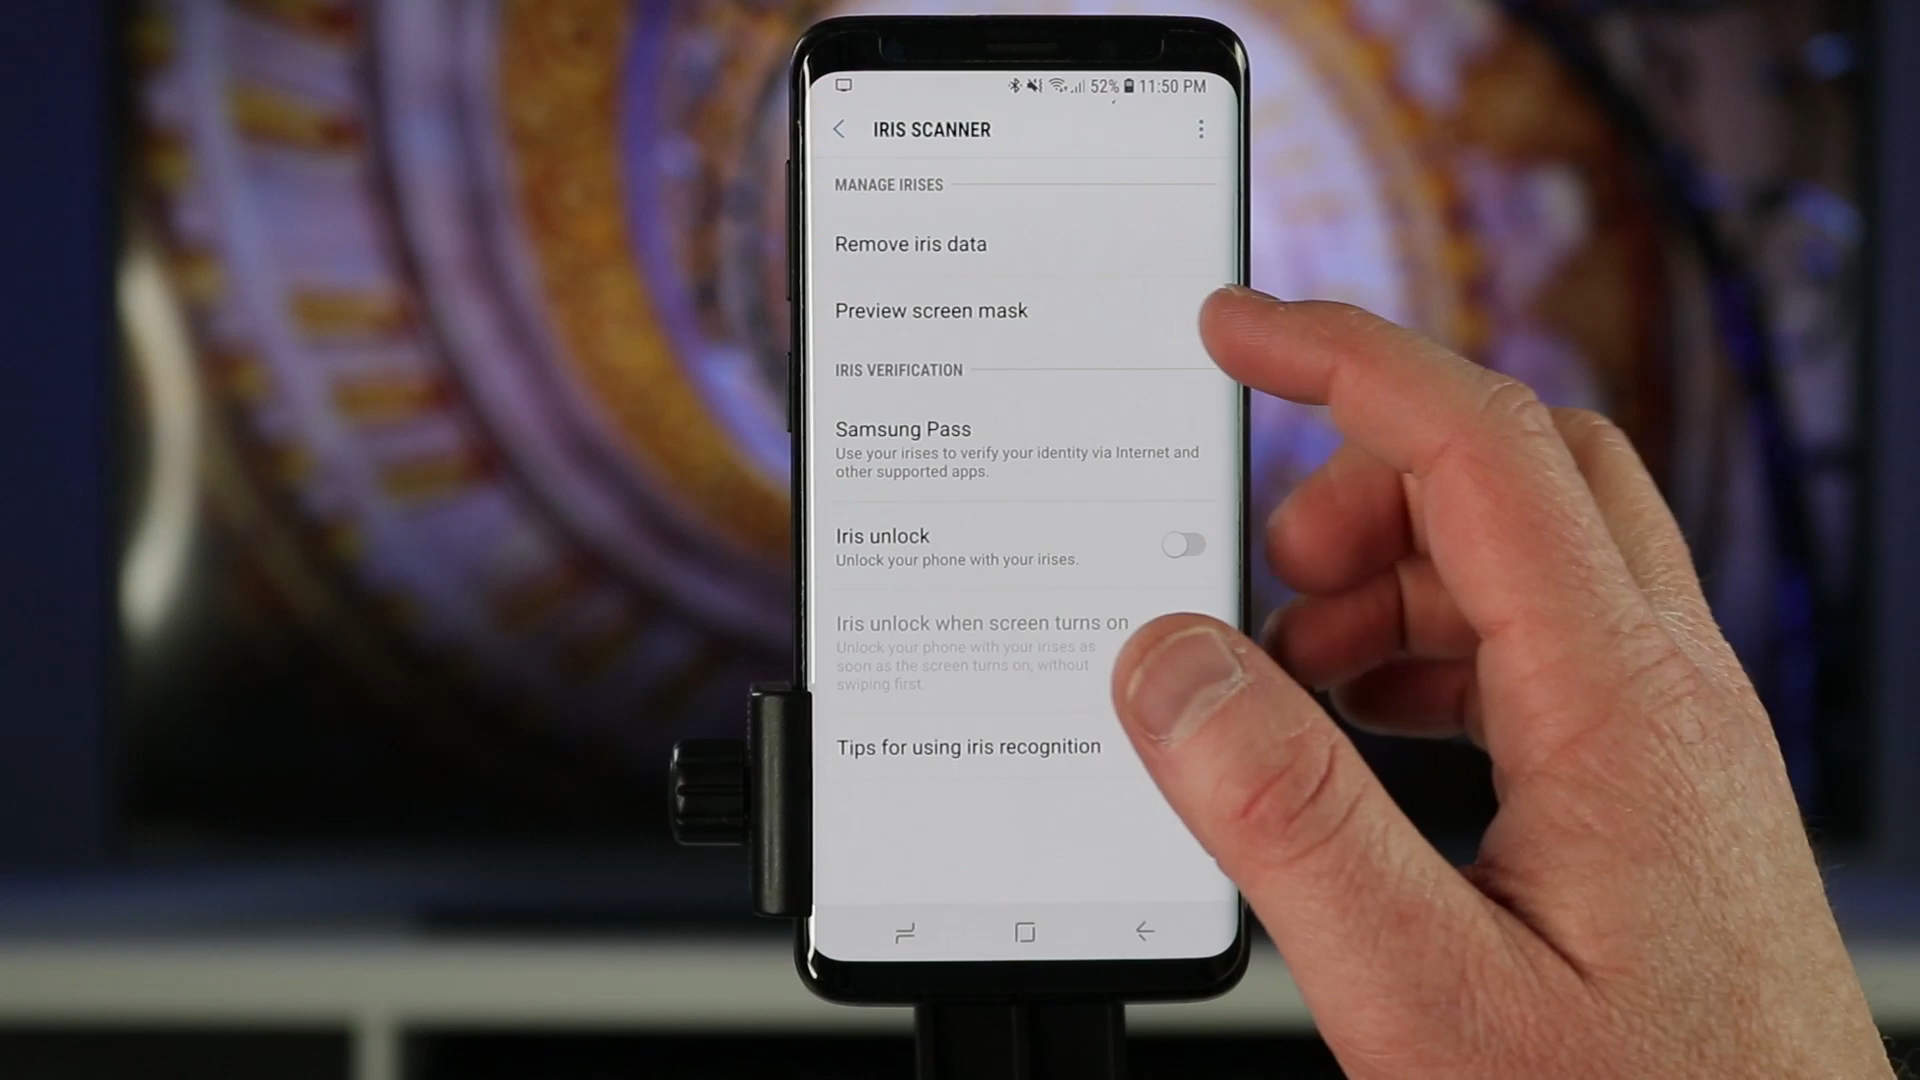 52% 11:50 PM
IRIS SCANNER
MANAGE IRISES
Remove iris data
Preview screen mask
IRIS VERIFICATION
Samsung Pass
Use your irises to verify your identity via Internet and
other supported apps.
Iris unlock
Unlock your phone with your irises.
Iris unlock when screen turns on
Unlock your phone with your irises as
soon as the screen turns on, without
swiping first.
Tips for using iris recognition